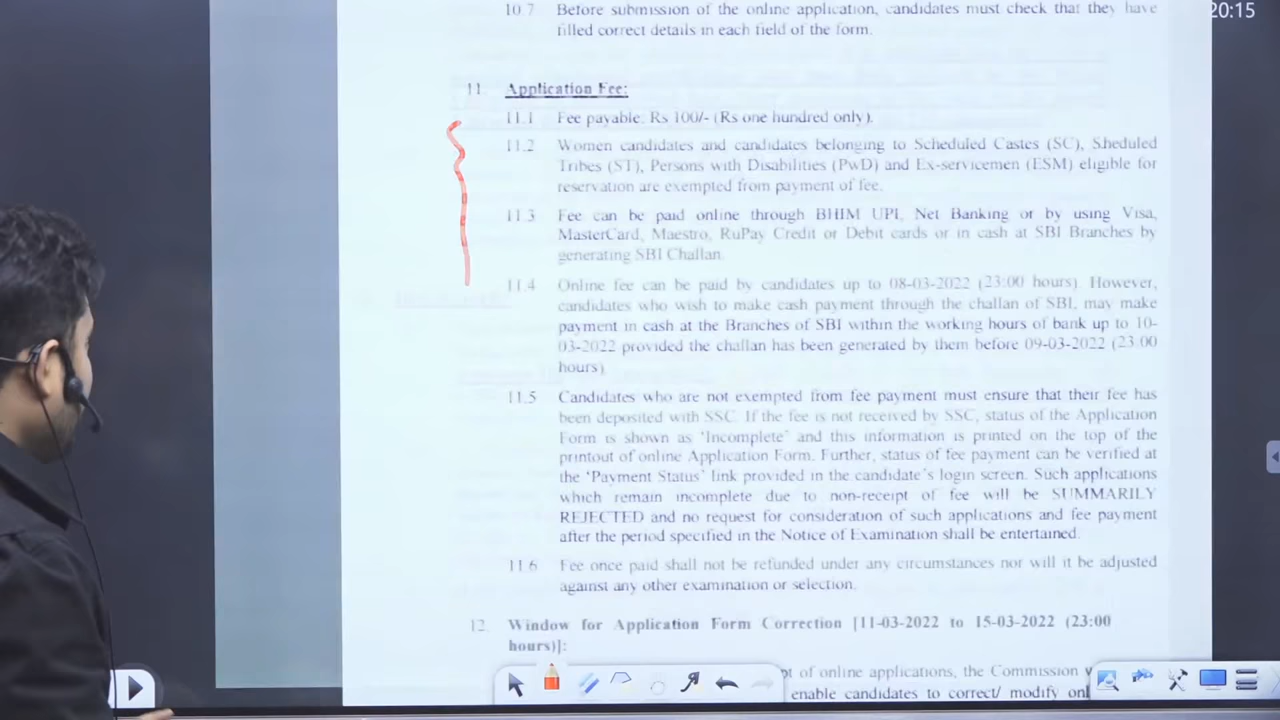 10.7 Before submission of the online application, candidates must check that they have
20:15
filled correct details in each field of the form.
11. Application Fee:
11.1 Fee payable: Rs 100/- (Rs one hundred only).
11.2 Women candidates and candidates belonging to Scheduled Castes (SC), Sheduled
Tribes (ST), Persons with Disabilities (PwD) and Ex-servicemen (ESM) eligible for
reservation are exempted from payment of fee.
11.3 Fee can be paid online through BHIM UPI, Net Banking or by using Visa,
MasterCard, Maestro, RuPay Credit or Debit cards or in cash at SBI Branches by
generating SBI Challan.
11.4 Online fee can be paid by candidates up to 08-03-2022 (23:00 hours). However,
candidates who wish to make cash payment through the challan of SBI, may make
payment in cash at the Branches of SBI within the working hours of bank up to 10-
03-2022 provided the challan has been generated by them before 09-03-2022 (23.00
hours)
11.5 Candidates who are not exempted from fee payment must ensure that their fee has
been deposited with SSC. If the fee is not received by SSC, status of the Application
Form is shown as ‘Incomplete’ and this information is printed on the top of the
printout of online Application Form. Further, status of fee payment can be verified at
the ‘Payment Status’ link provided in the candidate’s login screen. Such applications
which remain incomplete due to non-receipt of fee will be SUMMARILY
REJECTED and no request for consideration of such applications and fee payment
after the period specified in the Notice of Examination shall be entertained.
11.6 Fee once paid shall not be refunded under any circumstances nor will it be adjusted
against any other examination or selection.
12. Window for Application Form Correction [11-03-2022 to 15-03-2022 (23:00
hours)]:
of online applications, the Commission
enable candidates to correct/ modify